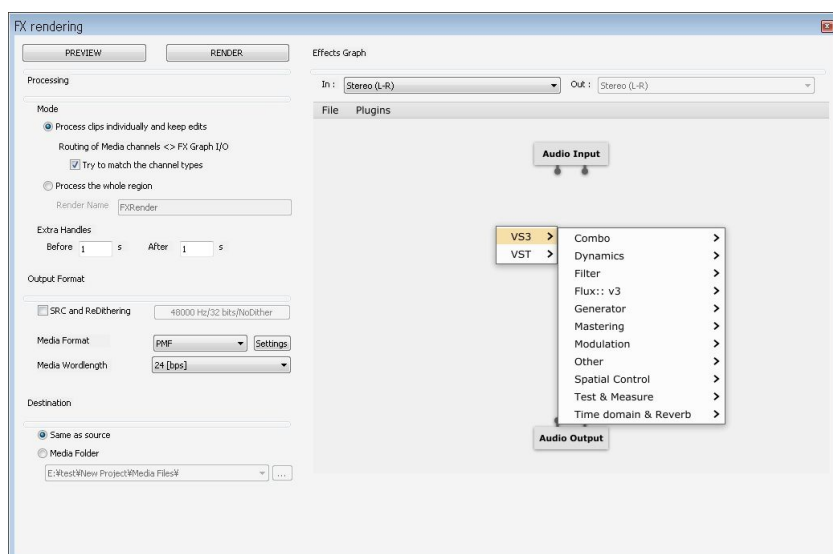 FX rendering
PREVIEW
RENDER
Processing
Mode
Process clips individually and keep edits
Routing of Media channels <> FX Graph I/O
Try to match the channel types
Process the whole region
Render Name FXRender
Extra Handles
Before 1 s After 1 s
Output Format
SRC and ReDithering 48000 Hz/32 bits/NoDither
Media Format PMF Settings
Media Wordlength 24 [bps]
Destination
Same as source
Media Folder
E:¥test¥New Project¥Media Files¥ ...
Effects Graph
In : Stereo (L-R) Out : Stereo (L-R)
File Plugins
Audio Input
VS3 >
VST >
Combo >
Dynamics >
Filter >
Flux:: v3 >
Generator >
Mastering >
Modulation >
Other >
Spatial Control >
Test & Measure >
Time domain & Reverb >
Audio Output